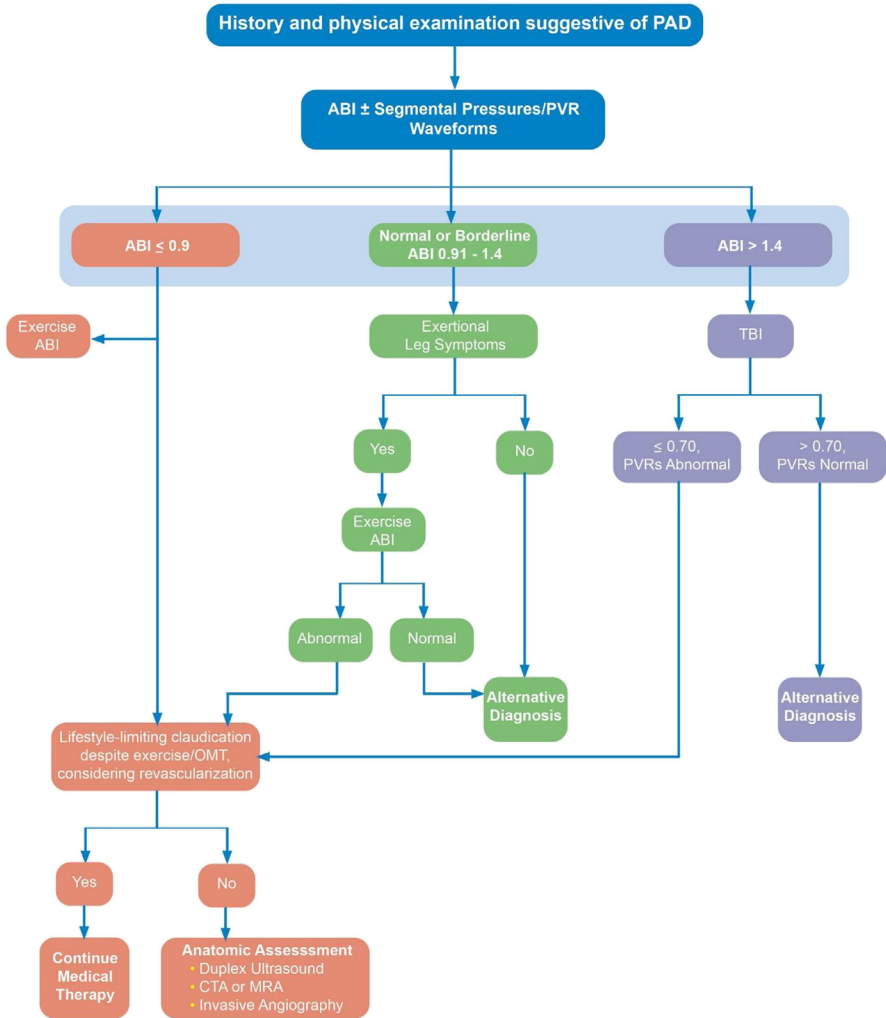 History and physical examination suggestive of PAD
ABI ± Segmental Pressures/PVR
Waveforms
ABI ≤ 0.9
Normal or Borderline
ABI 0.91 - 1.4
ABI > 1.4
Exercise
ABI
Exertional
Leg Symptoms
TBI
Yes
No
≤ 0.70,
PVRs Abnormal
> 0.70,
PVRs Normal
Exercise
ABI
Abnormal
Normal
Alternative
Diagnosis
Alternative
Diagnosis
Lifestyle-limiting claudication
despite exercise/OMT,
considering revascularization
Yes
No
Continue
Medical
Therapy
Anatomic Assesssment
• Duplex Ultrasound
• CTA or MRA
• Invasive Angiography